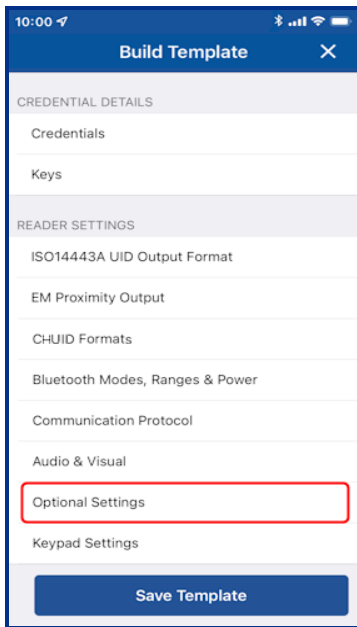 10:00
Build Template
CREDENTIAL DETAILS
Credentials
Keys
READER SETTINGS
ISO14443A UID Output Format
EM Proximity Output
CHUID Formats
Bluetooth Modes, Ranges & Power
Communication Protocol
Audio & Visual
Optional Settings
Keypad Settings
Save Template